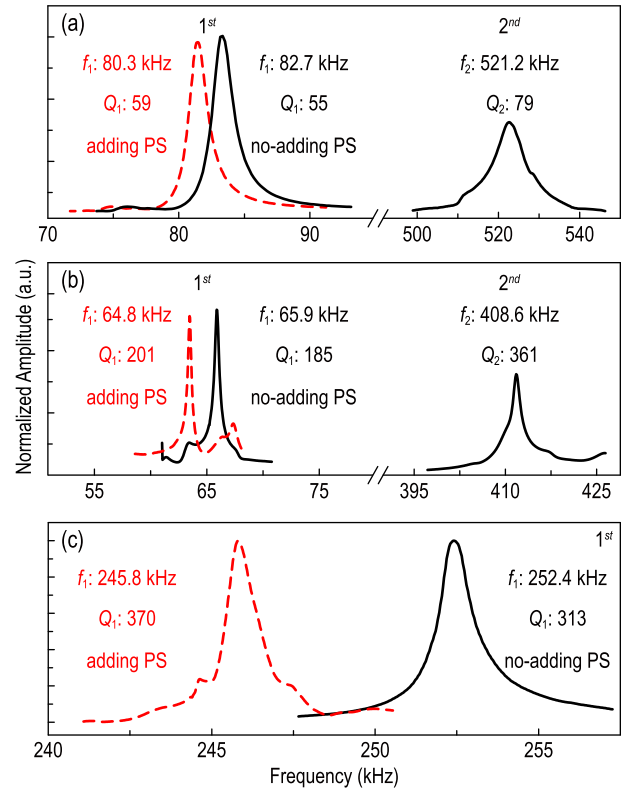 (a)
1st
2nd
f1: 80.3 kHz
f1: 82.7 kHz
f2: 521.2 kHz
Q1: 59
Q1: 55
Q2: 79
adding PS
no-adding PS
70 80 90 500 520 540
Normalized Amplitude (a.u.)
(b)
1st
2nd
f1: 64.8 kHz
f1: 65.9 kHz
f2: 408.6 kHz
Q1: 201
Q1: 185
Q2: 361
adding PS
no-adding PS
55 65 75 395 410 425
(c)
1st
f1: 245.8 kHz
f1: 252.4 kHz
Q1: 370
Q1: 313
adding PS
no-adding PS
240 245 250 255
Frequency (kHz)